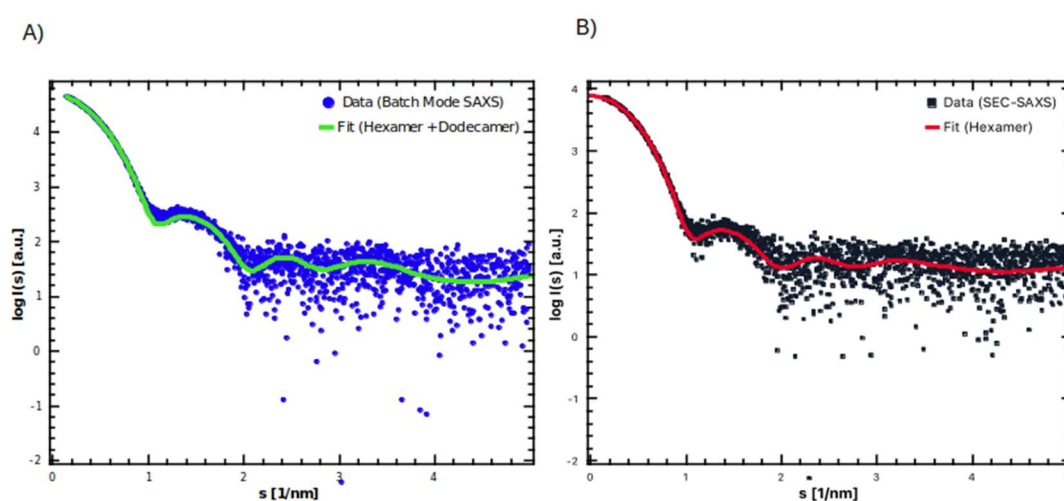 A)
B)
Data (Batch Mode SAXS)
Fit (Hexamer +Dodecamer)
log I(s) [a.u.]
4
3
2
1
0
-1
-2
0
1
2
3
4
s [1/nm]
Data (SEC-SAXS)
Fit (Hexamer)
log I(s) [a.u.]
4
3
2
1
0
-1
-2
0
1
2
3
4
s [1/nm]